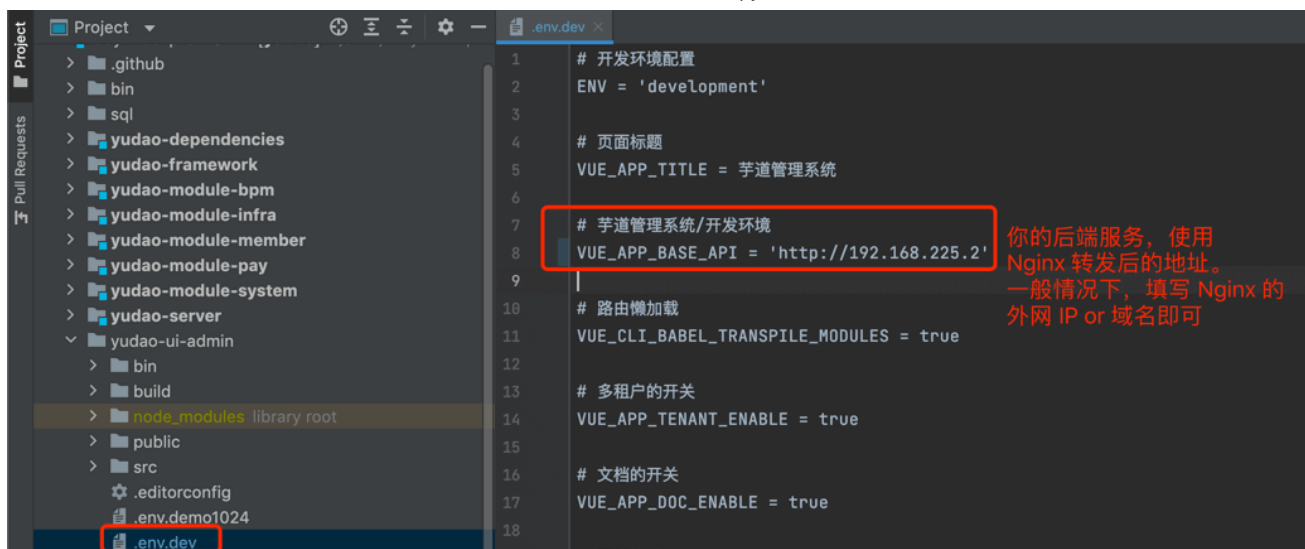 Project
.env.dev
Project
Pull Requests
.github
bin
sql
yudao-dependencies
yudao-framework
yudao-module-bpm
yudao-module-infra
yudao-module-member
yudao-module-pay
yudao-module-system
yudao-server
yudao-ui-admin
bin
build
node_modules library root
public
src
.editorconfig
.env.demo1024
.env.dev
1 # 开发环境配置
2 ENV = 'development'
3
4 # 页面标题
5 VUE_APP_TITLE = 芋道管理系统
6
7 # 芋道管理系统/开发环境
8 VUE_APP_BASE_API = 'http://192.168.225.2'
9
10 # 路由懒加载
11 VUE_CLI_BABEL_TRANSPILE_MODULES = true
12
13 # 多租户的开关
14 VUE_APP_TENANT_ENABLE = true
15
16 # 文档的开关
17 VUE_APP_DOC_ENABLE = true
18
你的后端服务，使用
Nginx 转发后的地址。
一般情况下，填写 Nginx 的
外网 IP or 域名即可